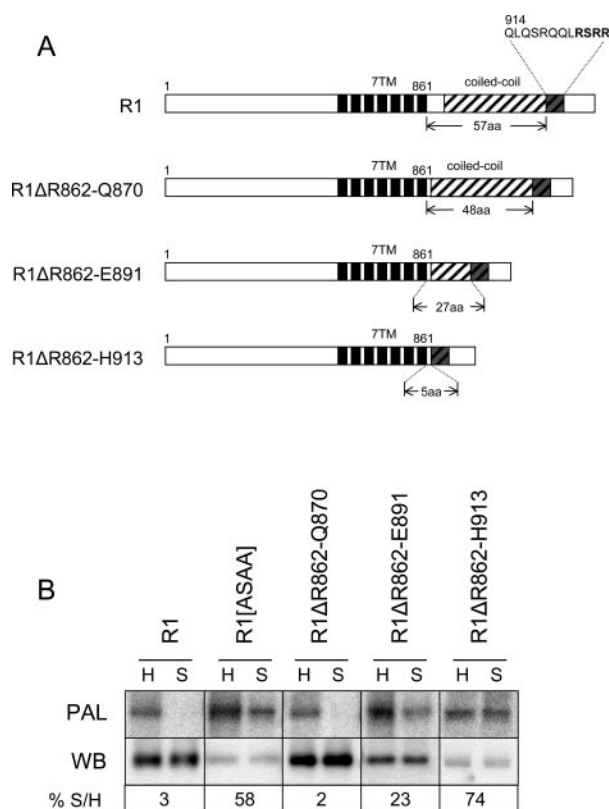 A
914
QLQSRQQLRSRR
1 7TM 861 coiled-coil
R1
57aa
1 7TM 861 coiled-coil
R1ΔR862-Q870
48aa
1 7TM 861
R1ΔR862-E891
27aa
1 7TM 861
R1ΔR862-H913
5aa
B
R1 R1[ASAA] R1ΔR862-Q870 R1ΔR862-E891 R1ΔR862-H913
H S H S H S H S H S
PAL
WB
% S/H 3 58 2 23 74